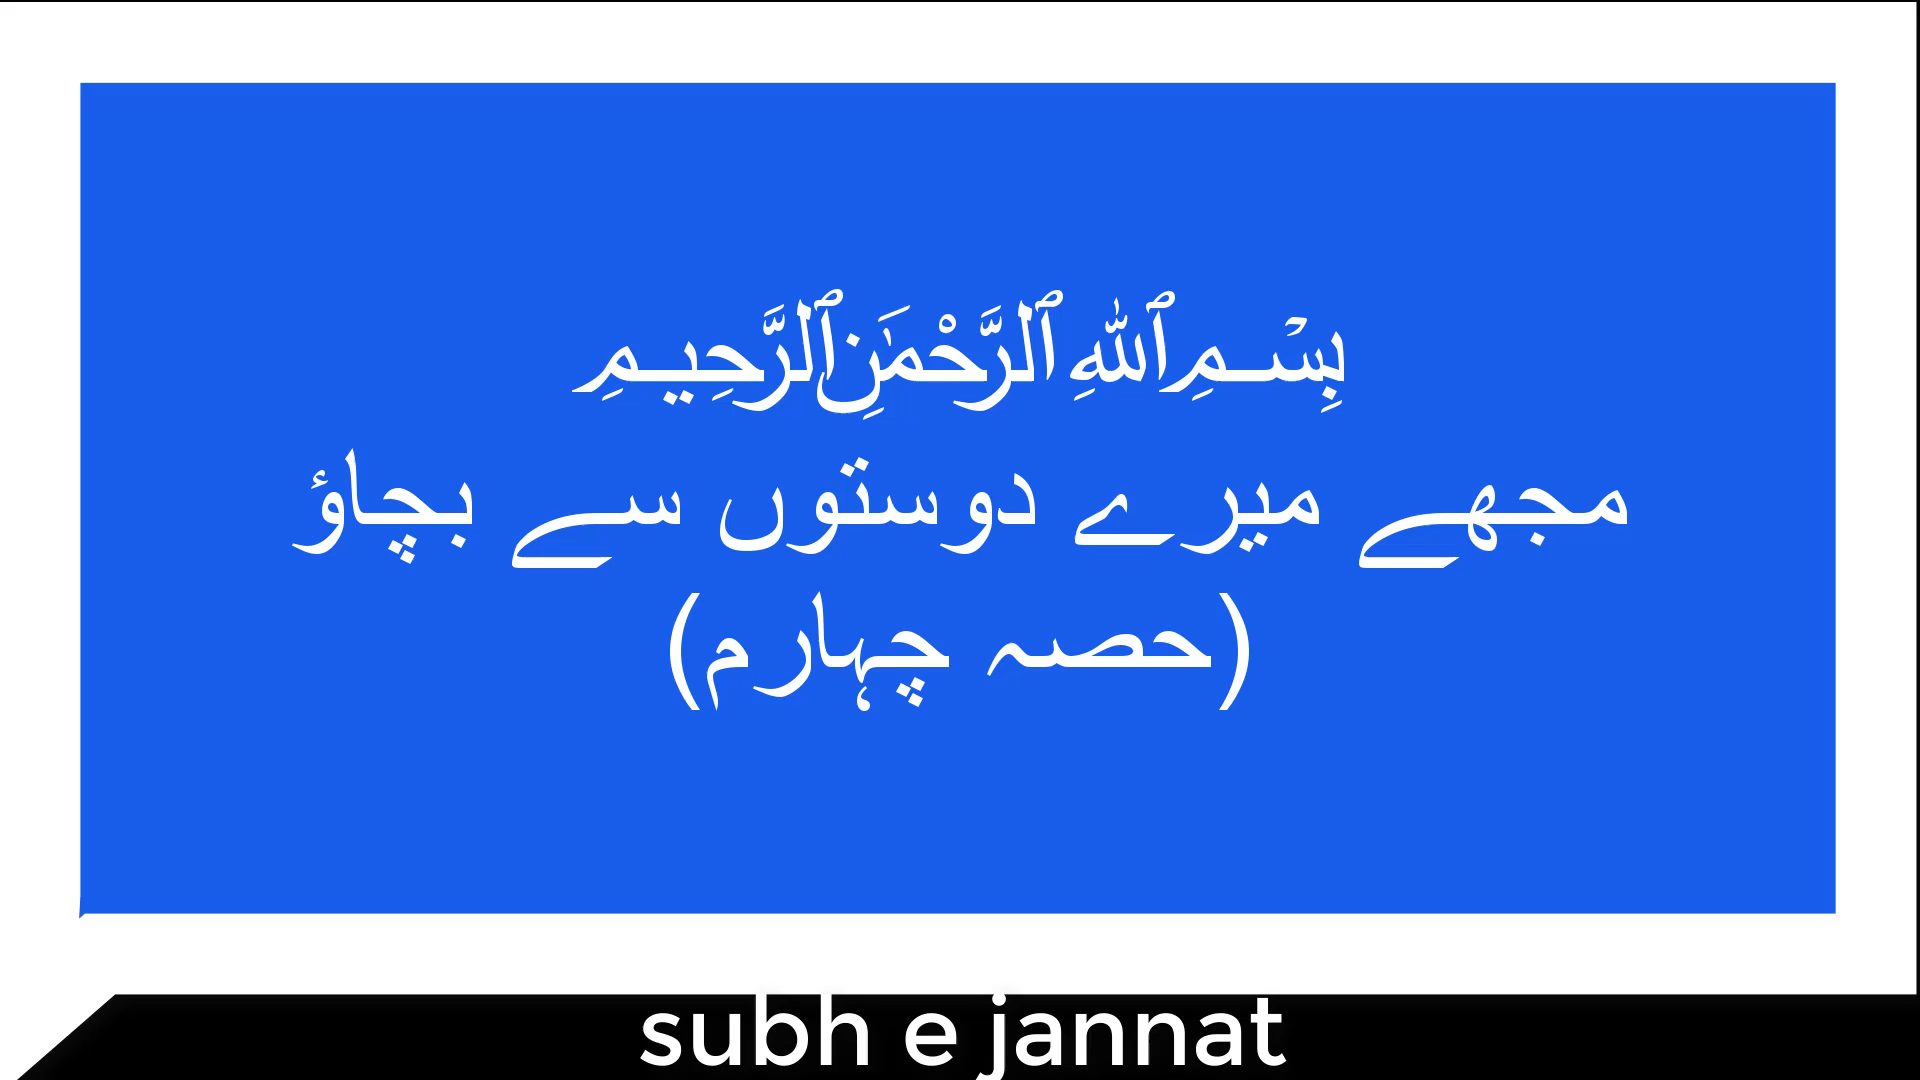 بِسْمِ ٱللَّهِ ٱلرَّحْمَٰنِ ٱلرَّحِيمِ
مجھے میرے دوستوں سے بچاؤ
(حصہ چہارم)
subh e jannat